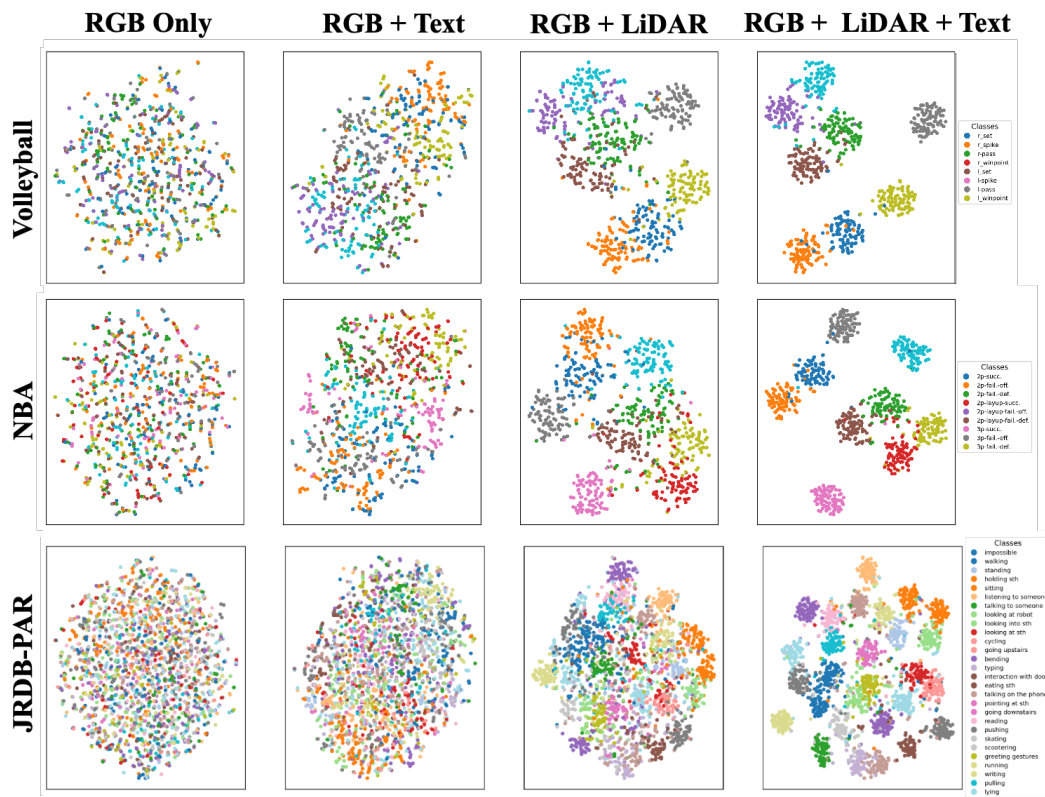 RGB Only RGB + Text RGB + LiDAR RGB + LiDAR + Text
Volleyball
Classes
r_set
r_spike
r-pass
r_winpoint
l_set
l-spike
l-pass
l_winpoint
NBA
Classes
2p-succ.
2p-fail.-off.
2p-fail.-def.
2p-layup-succ.
2p-layup-fail.-off.
2p-layup-fail.-def.
3p-succ.
3p-fail.-off.
3p-fail.-def.
JRDB-PAR
Classes
impossible
walking
standing
holding sth
sitting
listening to someone
talking to someone
looking at robot
looking into sth
looking at sth
cycling
going upstairs
bending
typing
interaction with doo
eating sth
talking on the phone
pointing at sth
going downstairs
reading
pushing
skating
scootering
greeting gestures
running
writing
pulling
lying